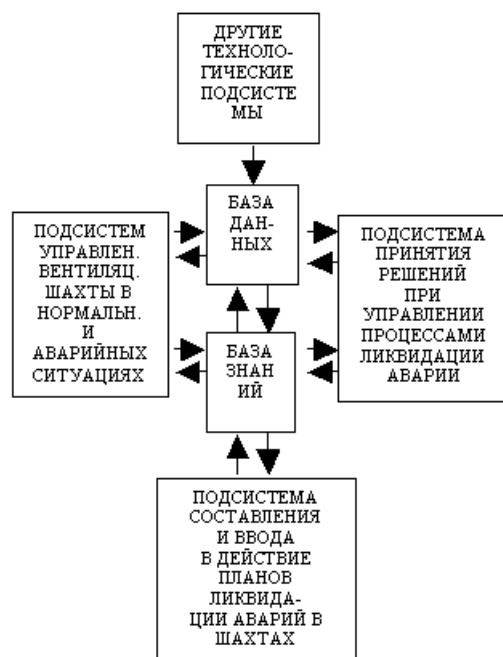 ДРУГИЕ
ТЕХНОЛО-
ГИЧЕСКИЕ
ПОДСИСТЕ
МЫ
БАЗА
ДАН-
НЫХ
ПОДСИСТЕМ
УПРАВЛЕН.
ВЕНТИЛЯЦ.
ШАХТЫ В
НОРМАЛЬН.
И
АВАРИЙНЫХ
СИТУАЦИЯХ
ПОДСИСТЕМА
ПРИНЯТИЯ
РЕШЕНИЙ
ПРИ
УПРАВЛЕНИИ
ПРОЦЕССАМИ
ЛИКВИДАЦИИ
АВАРИИ
БАЗА
ЗНАН
ИЙ
ПОДСИСТЕМА
СОСТАВЛЕНИЯ
И ВВОДА
В ДЕЙСТВИЕ
ПЛАНОВ
ЛИКВИДА-
ЦИИ АВАРИЙ В
ШАХТАХ